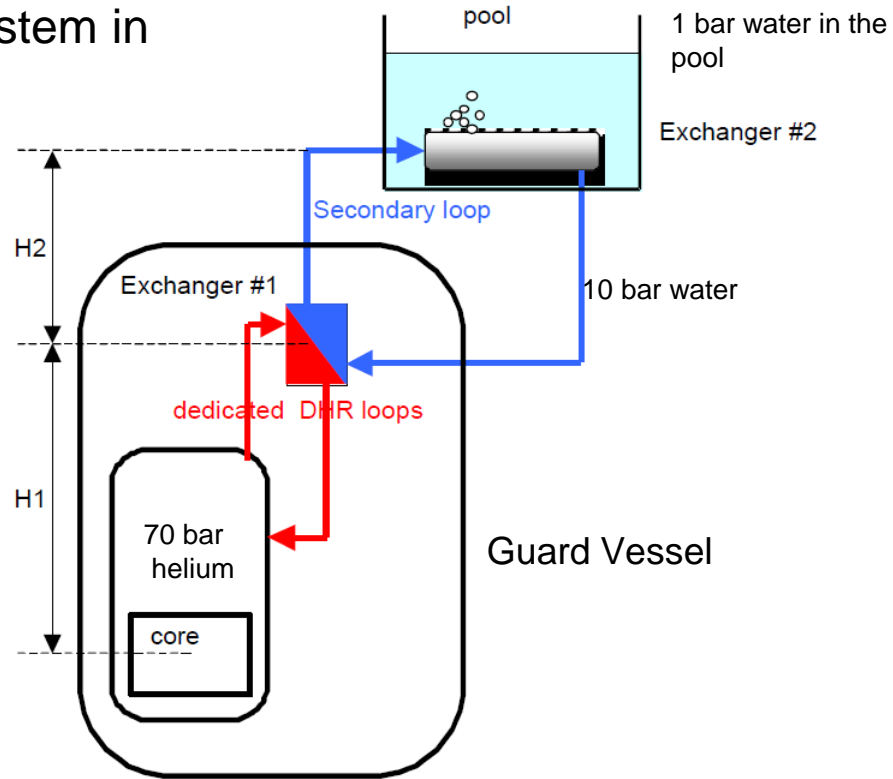 stem in
pool
1 bar water in the
pool
Exchanger #2
Secondary loop
H2
Exchanger #1
10 bar water
dedicated DHR loops
H1
70 bar
helium
Guard Vessel
core